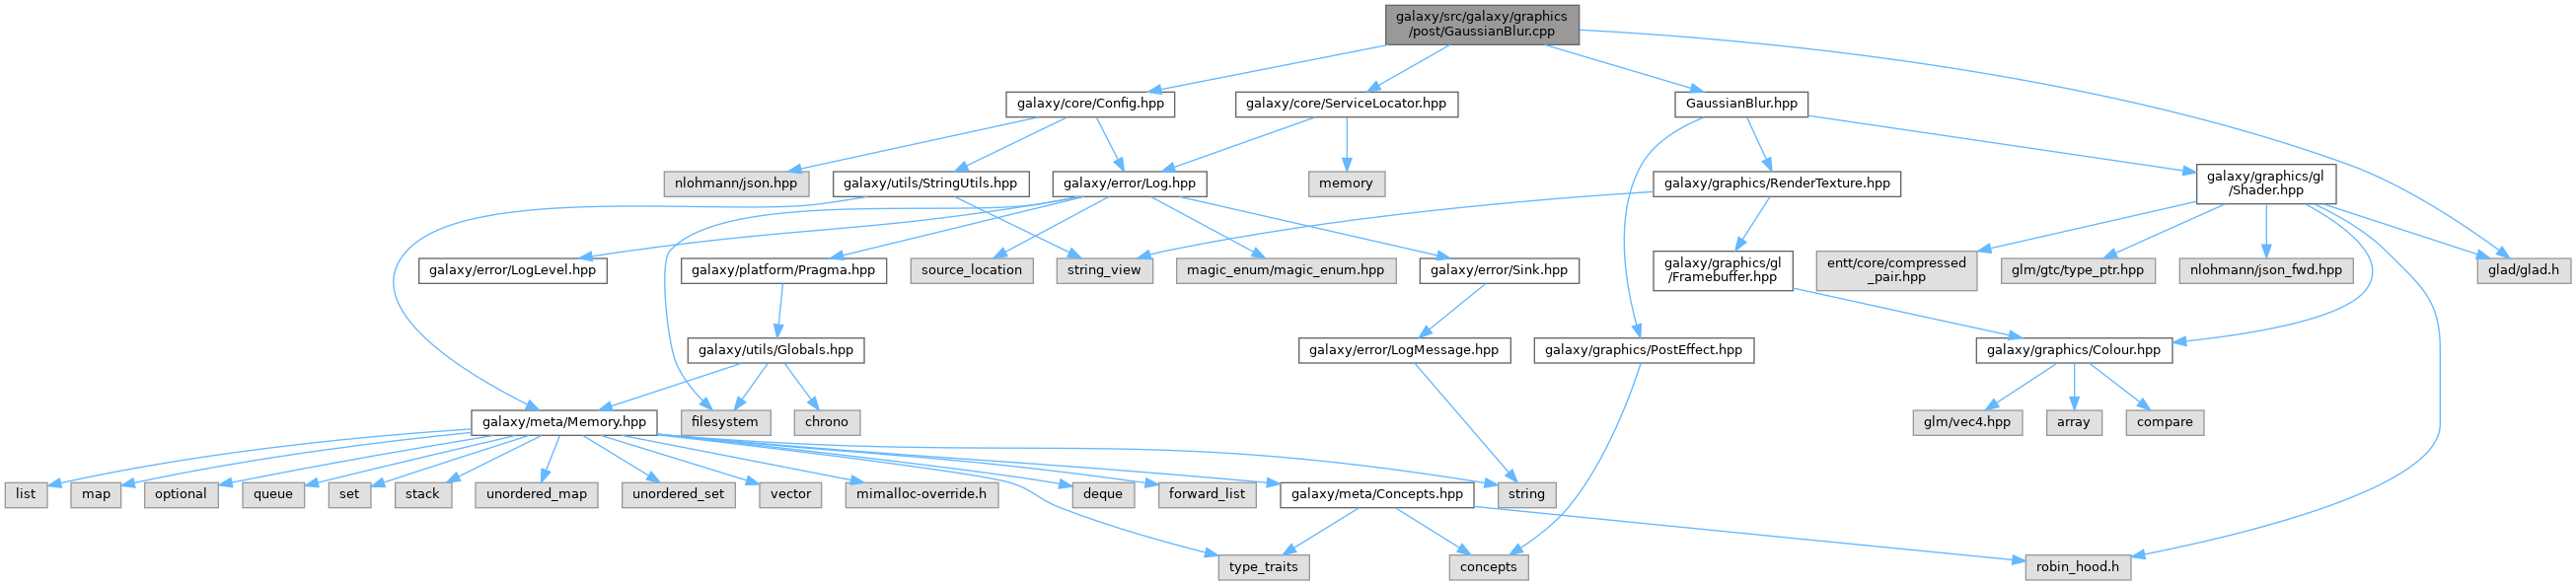 galaxy/src/galaxy/graphics
/post/GaussianBlur.cpp
galaxy/core/Config.hpp
galaxy/core/ServiceLocator.hpp
GaussianBlur.hpp
nlohmann/json.hpp
galaxy/utils/StringUtils.hpp
galaxy/error/Log.hpp
memory
galaxy/graphics/RenderTexture.hpp
galaxy/graphics/gl
/Shader.hpp
galaxy/error/LogLevel.hpp
galaxy/platform/Pragma.hpp
source_location
string_view
magic_enum/magic_enum.hpp
galaxy/error/Sink.hpp
galaxy/graphics/gl
/Framebuffer.hpp
entt/core/compressed
_pair.hpp
glm/gtc/type_ptr.hpp
nlohmann/json_fwd.hpp
glad/glad.h
galaxy/utils/Globals.hpp
galaxy/error/LogMessage.hpp
galaxy/graphics/PostEffect.hpp
galaxy/graphics/Colour.hpp
galaxy/meta/Memory.hpp
filesystem
chrono
glm/vec4.hpp
array
compare
list
map
optional
queue
set
stack
unordered_map
unordered_set
vector
mimalloc-override.h
deque
forward_list
galaxy/meta/Concepts.hpp
string
type_traits
concepts
robin_hood.h